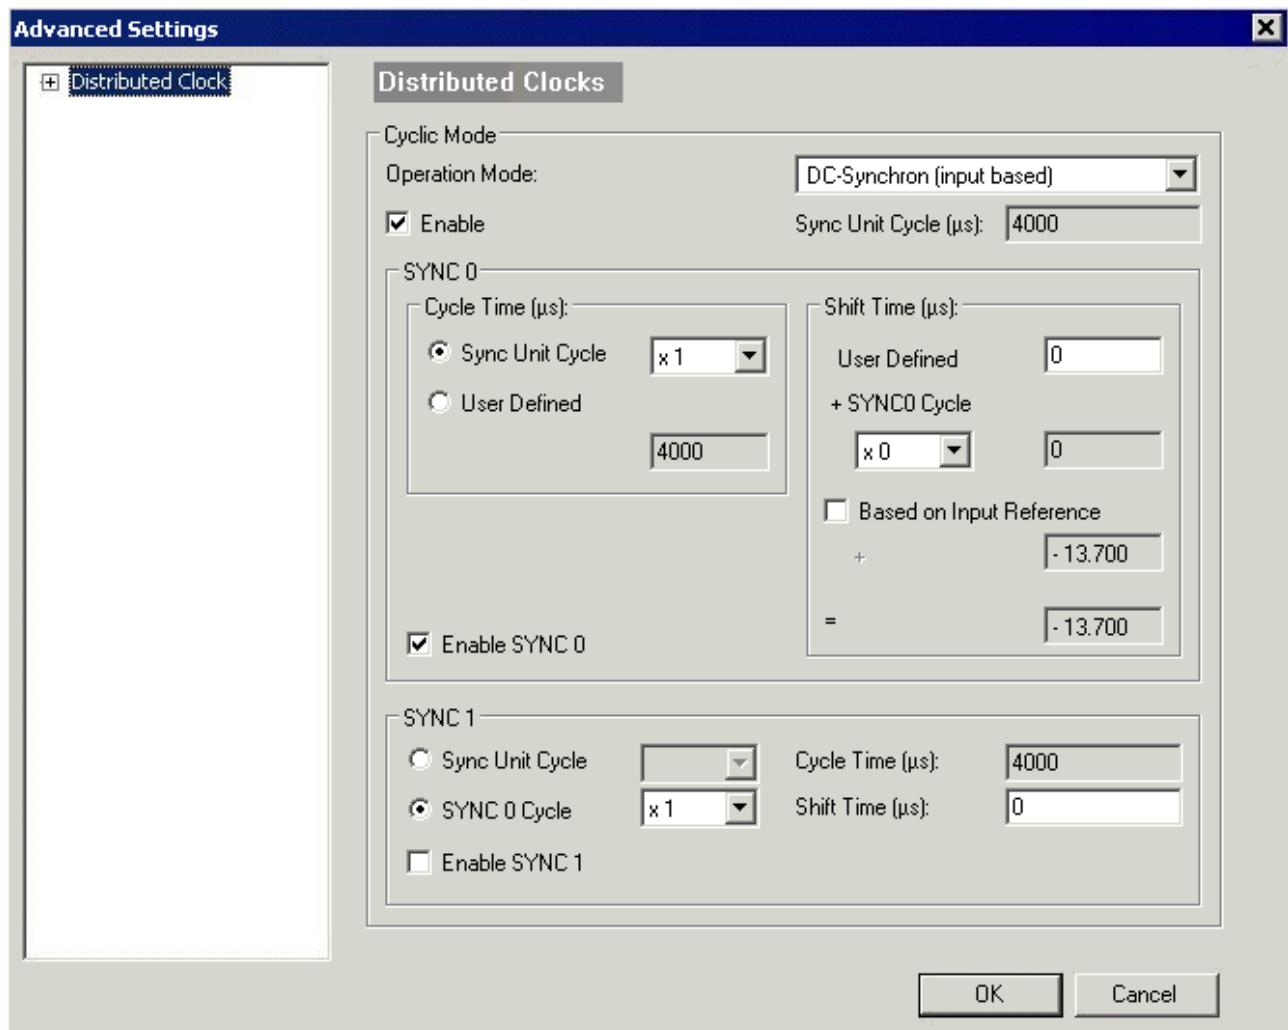 Advanced Settings
Distributed Clock
Distributed Clocks
Cyclic Mode
Operation Mode:
DC-Synchron (input based)
Enable
Sync Unit Cycle (µs):
4000
SYNC 0
Cycle Time (µs):
Sync Unit Cycle
x 1
User Defined
4000
Shift Time (µs):
User Defined
0
+ SYNC0 Cycle
x 0
0
Based on Input Reference
+
- 13.700
=
- 13.700
Enable SYNC 0
SYNC 1
Sync Unit Cycle
Cycle Time (µs):
4000
SYNC 0 Cycle
x 1
Shift Time (µs):
0
Enable SYNC 1
OK
Cancel